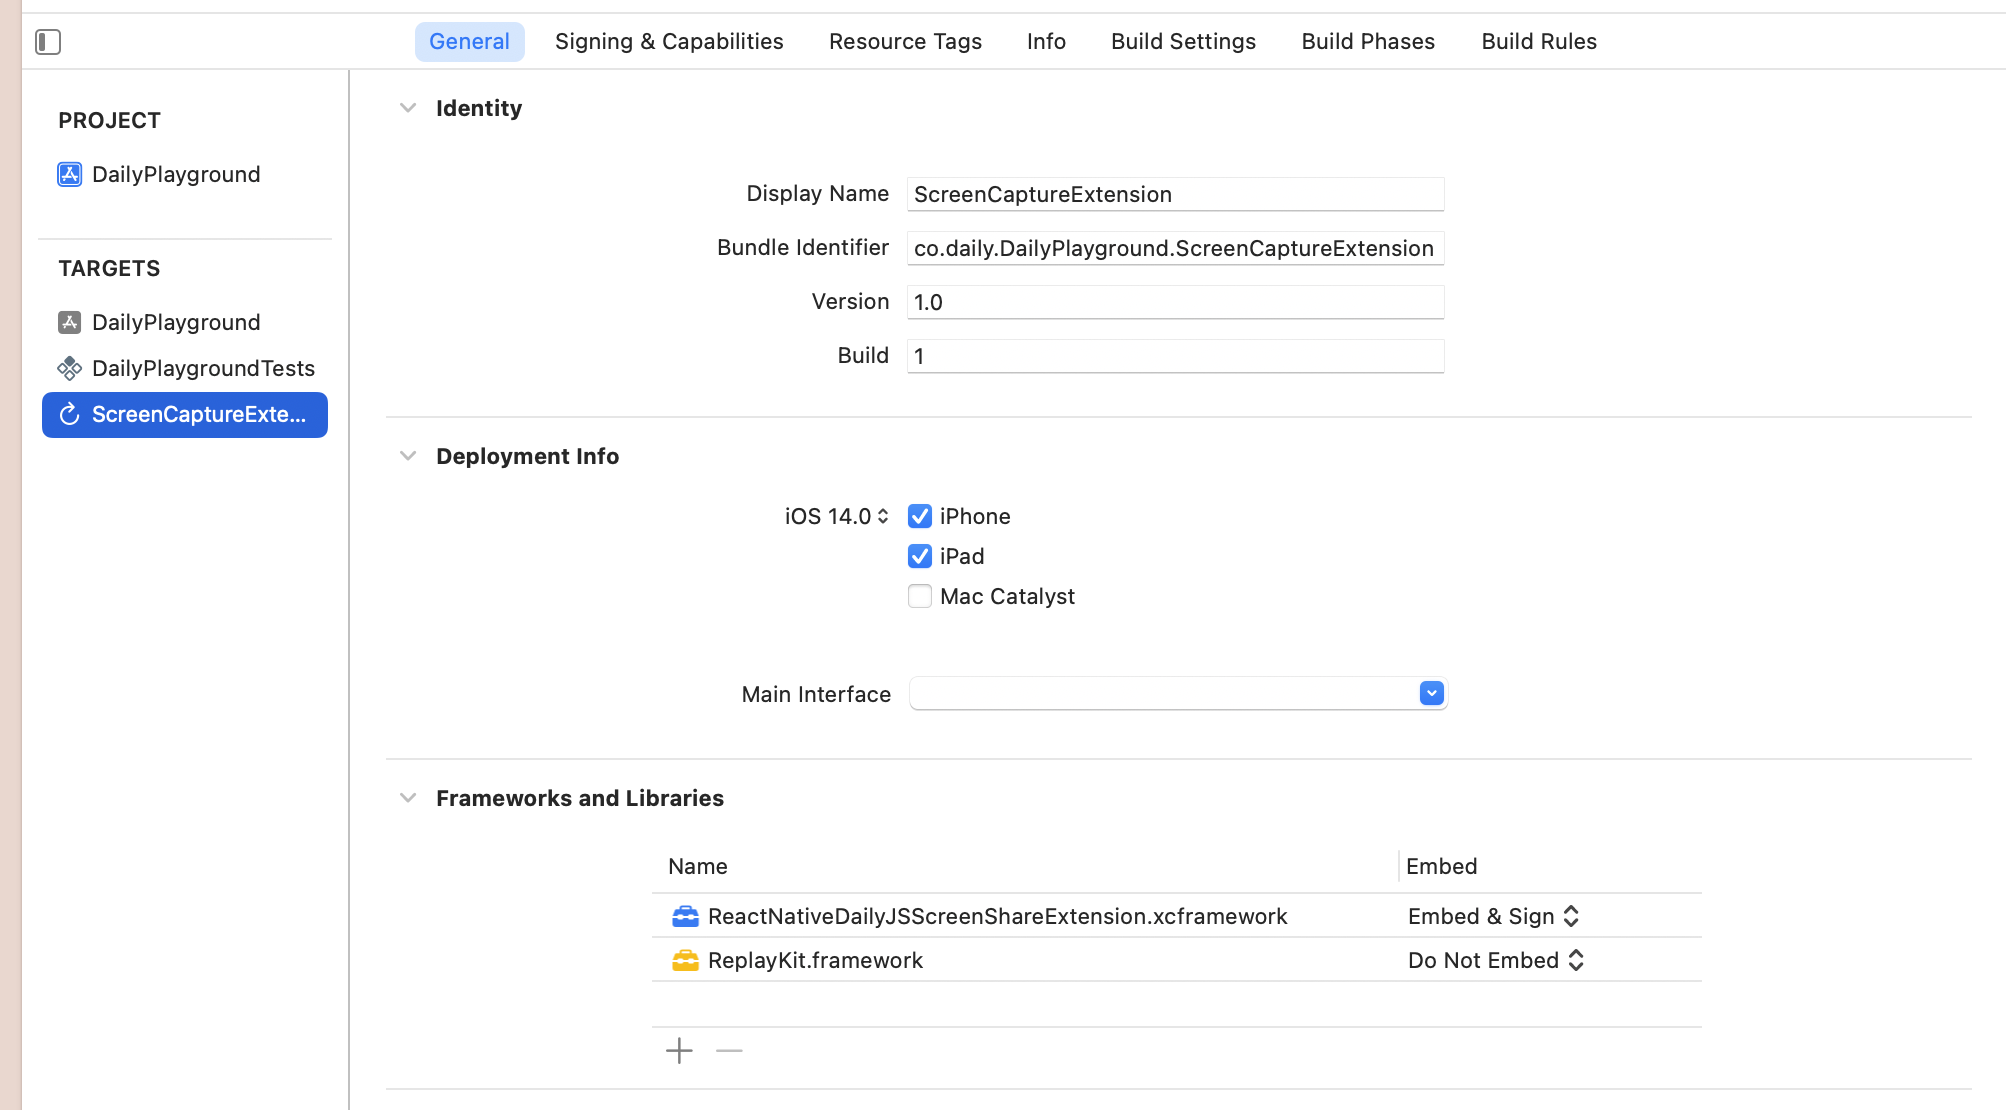 General Signing & Capabilities Resource Tags Info Build Settings Build Phases Build Rules
PROJECT
DailyPlayground
TARGETS
DailyPlayground
DailyPlaygroundTests
ScreenCaptureExte...
Identity
Display Name ScreenCaptureExtension
Bundle Identifier co.daily.DailyPlayground.ScreenCaptureExtension
Version 1.0
Build 1
Deployment Info
iOS 14.0 iPhone
iPad
Mac Catalyst
Main Interface
Frameworks and Libraries
Name Embed
ReactNativeDailyJSScreenShareExtension.xcframework Embed & Sign
ReplayKit.framework Do Not Embed